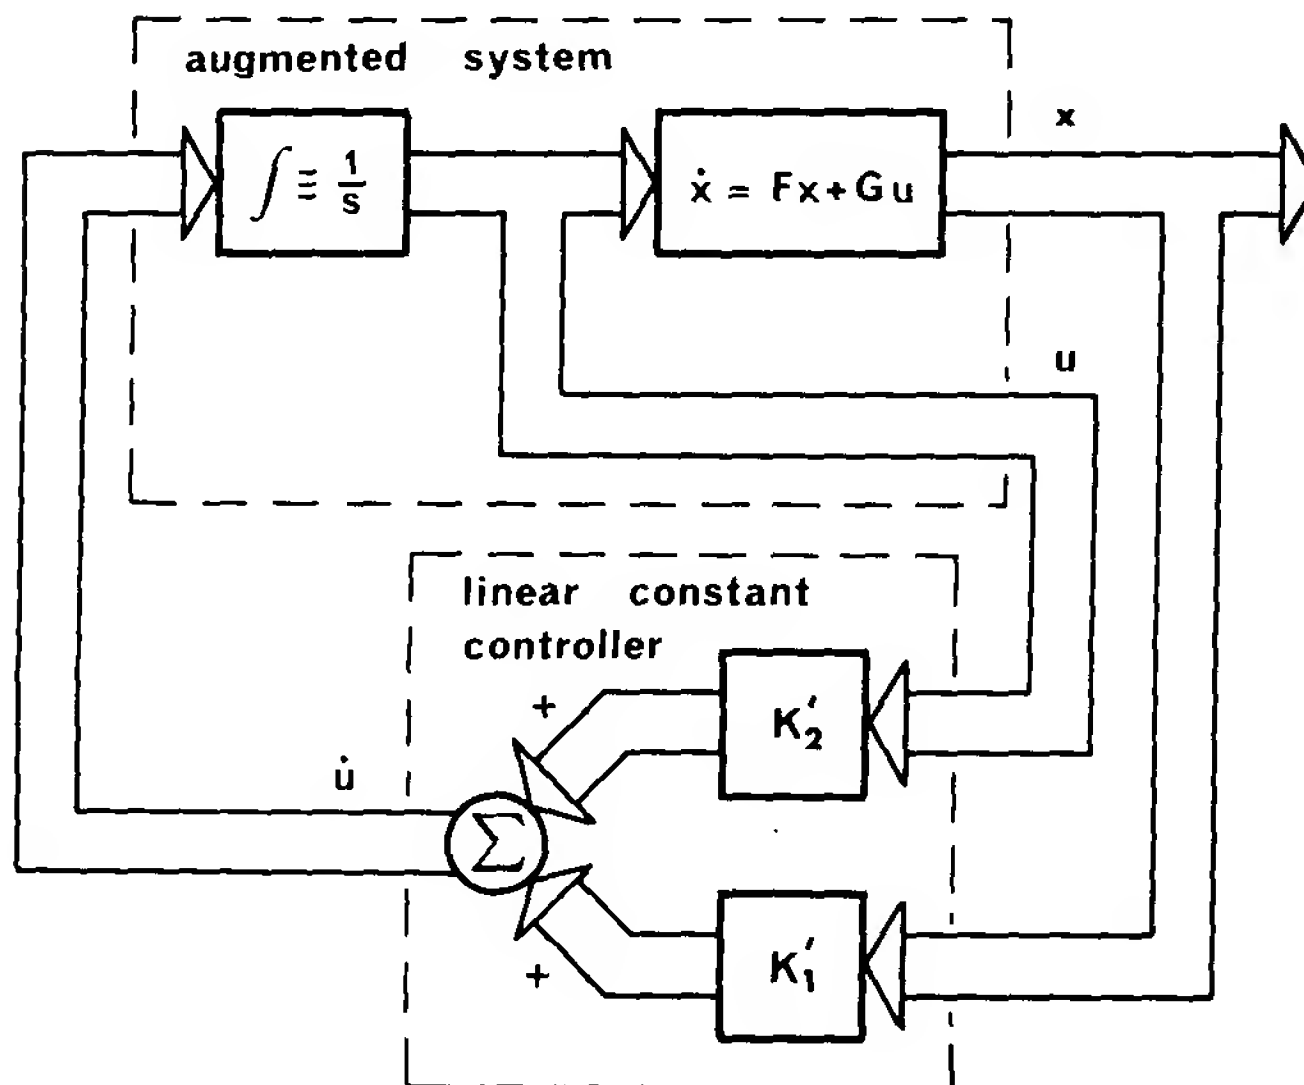 augmented system
x
∫ ≡ 1/s
ẋ = Fx + Gu
u
linear constant
controller
+
K₂′
u̇
Σ
K₁′
+